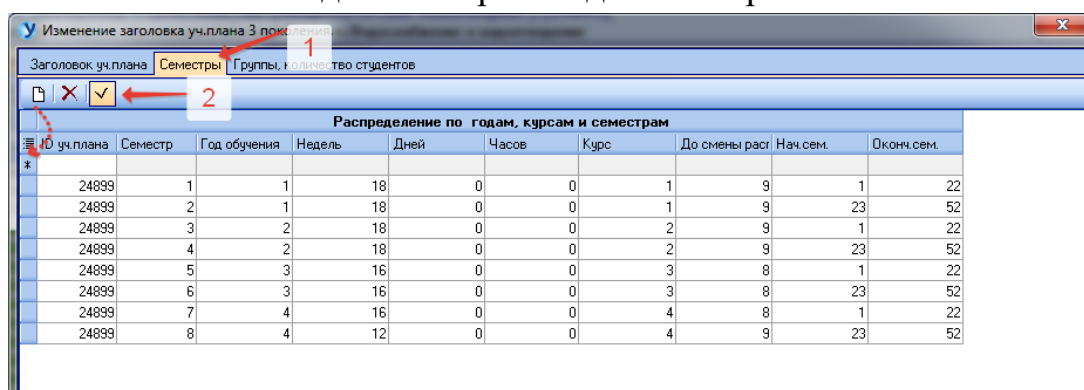 Изменение заголовка уч.плана 3 поколения
1
Заголовок уч.плана Семестры Группы, количество студентов
2
Распределение по годам, курсам и семестрам
ID уч.плана Семестр Год обучения Недель Дней Часов Курс До смены расг Нач.сем. Оконч.сем.
*
24899 1 1 18 0 0 1 9 1 22
24899 2 1 18 0 0 1 9 23 52
24899 3 2 18 0 0 2 9 1 22
24899 4 2 18 0 0 2 9 23 52
24899 5 3 16 0 0 3 8 1 22
24899 6 3 16 0 0 3 8 23 52
24899 7 4 16 0 0 4 8 1 22
24899 8 4 12 0 0 4 9 23 52